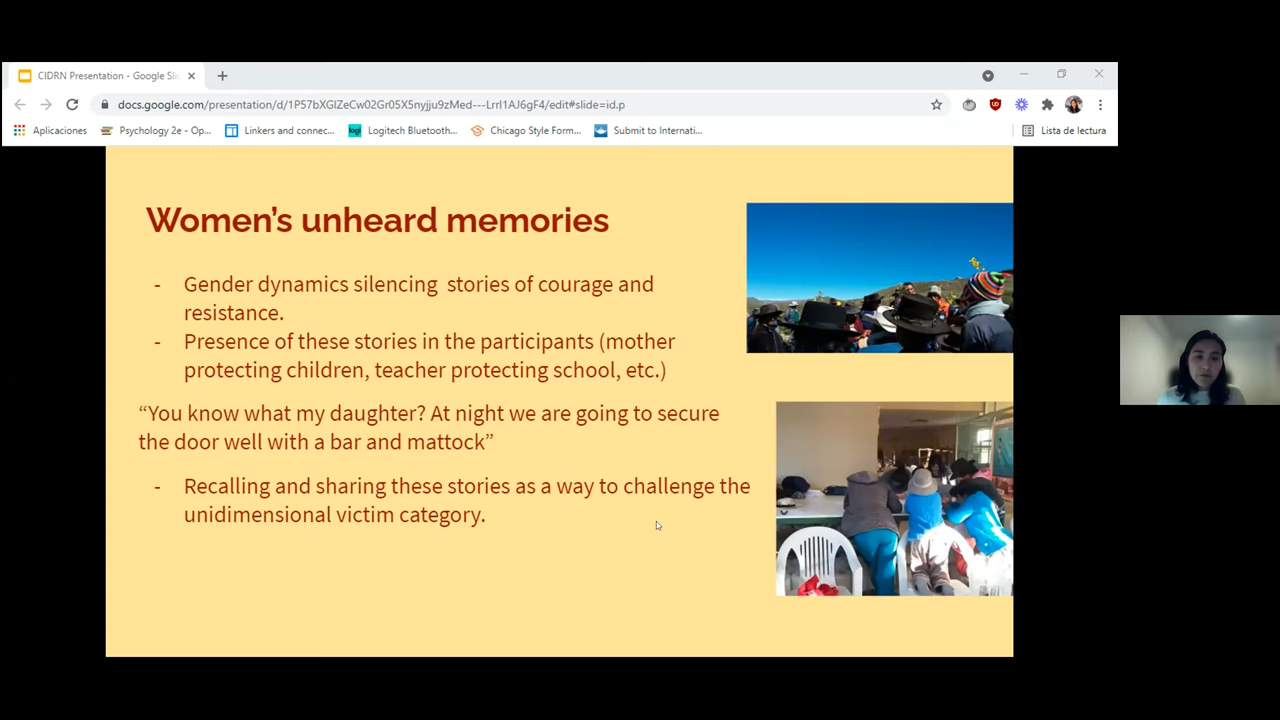 CIDRN Presentation - Google Sli
docs.google.com/presentation/d/1P57bXGlZeCw02Gr05X5nyjju9zMed---Lrrl1AJ6gF4/edit#slide=id.p
Aplicaciones
Psychology 2e - Op...
Linkers and connec...
Logitech Bluetooth...
Chicago Style Form...
Submit to Internati...
Lista de lectura
Women's unheard memories
- Gender dynamics silencing stories of courage and
resistance.
- Presence of these stories in the participants (mother
protecting children, teacher protecting school, etc.)
“You know what my daughter? At night we are going to secure
the door well with a bar and mattock”
- Recalling and sharing these stories as a way to challenge the
unidimensional victim category.